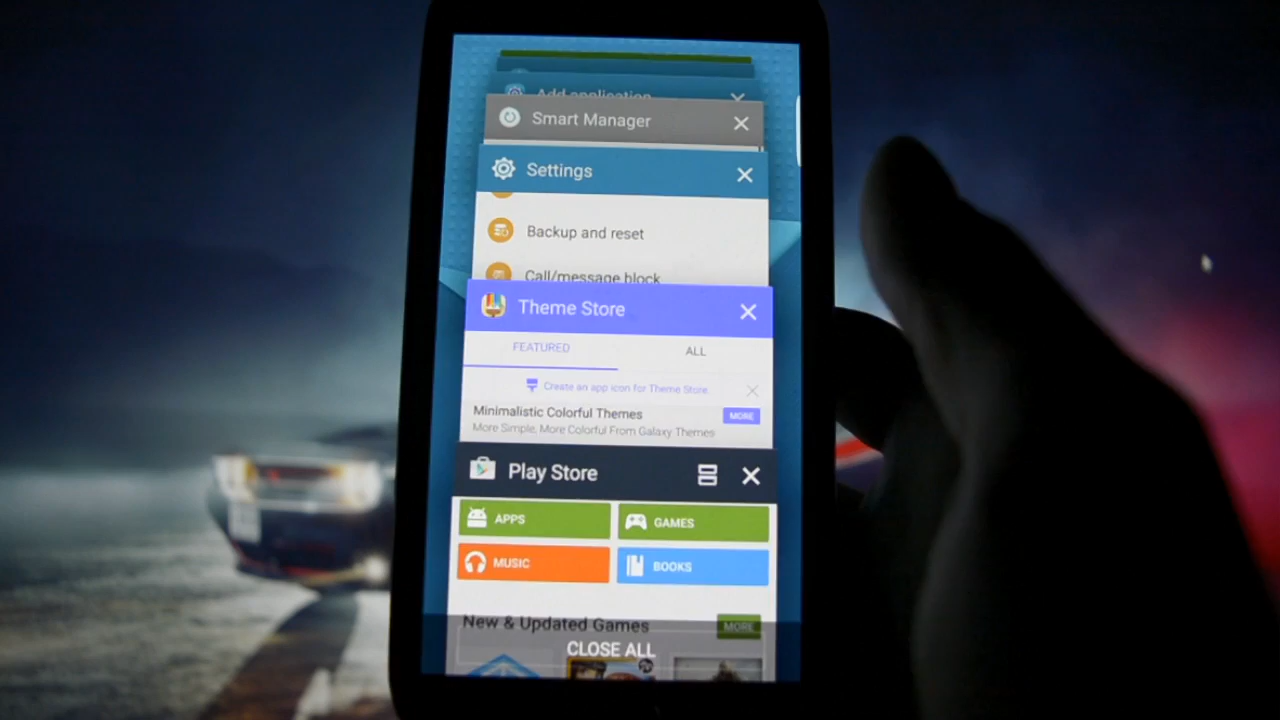 Add application
Smart Manager
Settings
Backup and reset
Call/message block
Theme Store
FEATURED
ALL
Create an app icon for Theme Store.
Minimalistic Colorful Themes
MORE
More Simple, More Colorful From Galaxy Themes
Play Store
APPS
GAMES
MUSIC
BOOKS
New & Updated Games
MORE
CLOSE ALL